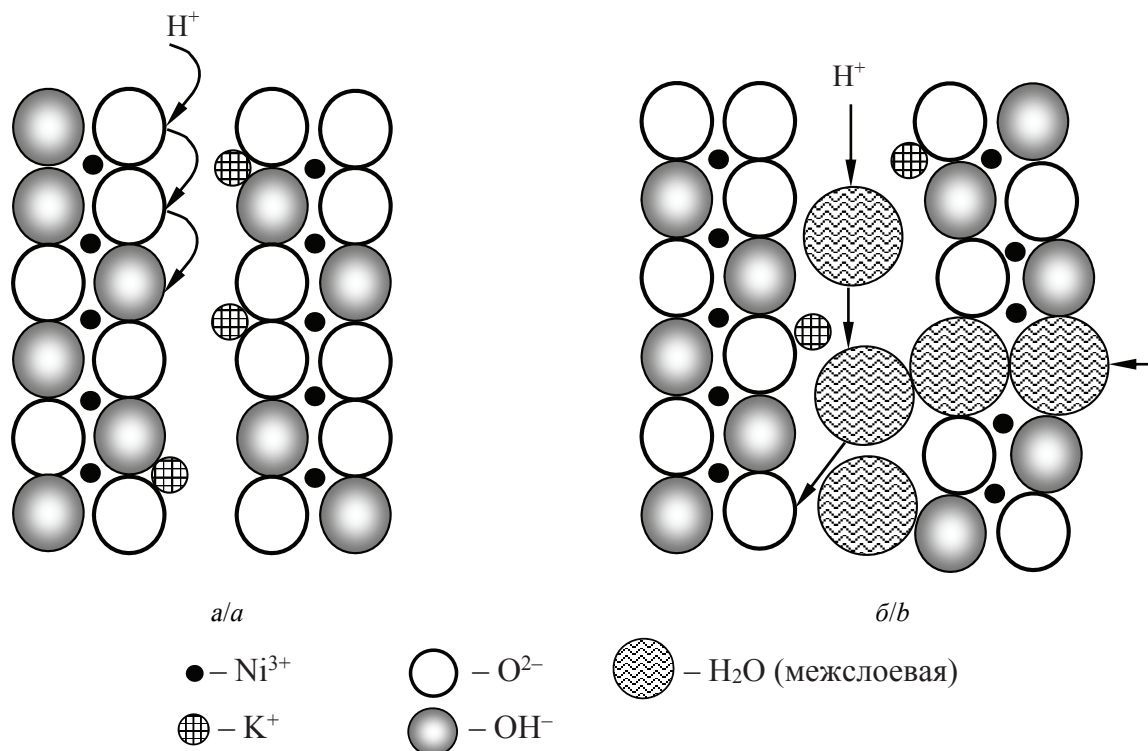 H⁺
H⁺
а/a
б/b
– Ni³⁺
– O²⁻
– H₂O (межслоевая)
– K⁺
– OH⁻